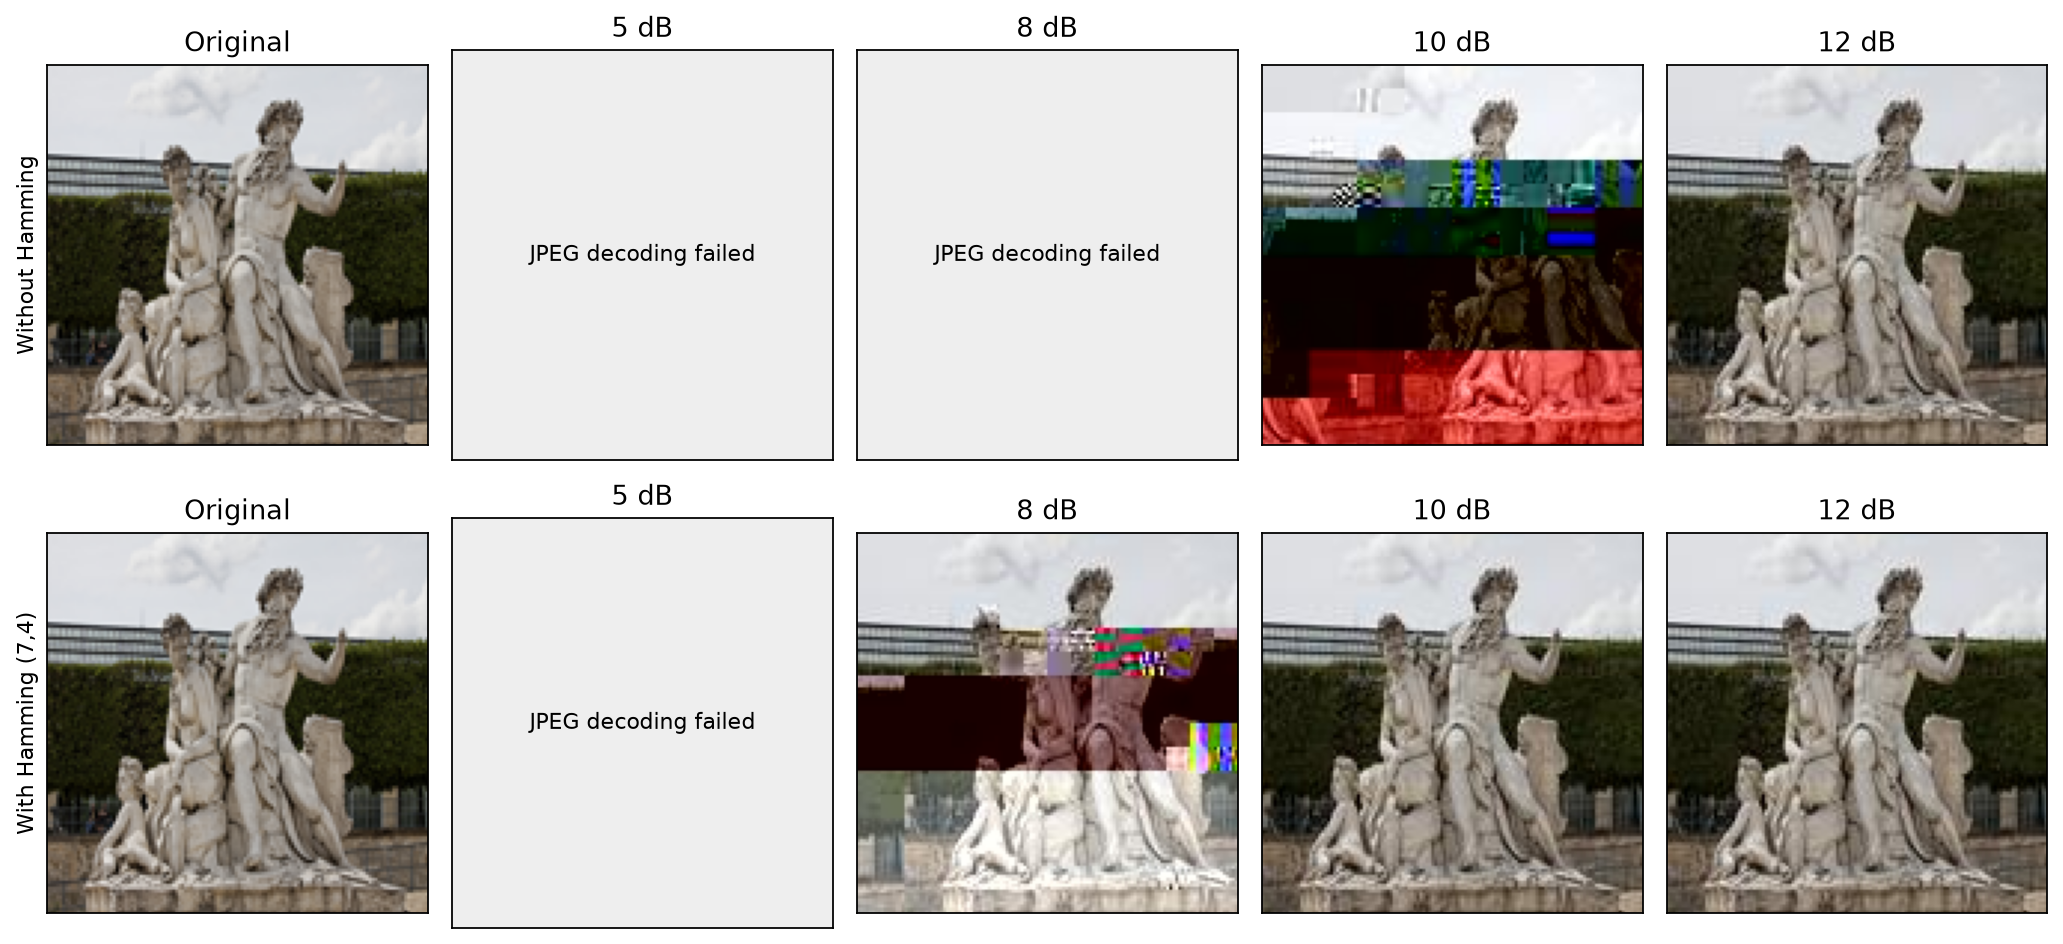 Original
5 dB
8 dB
10 dB
12 dB
Without Hamming
JPEG decoding failed
JPEG decoding failed
Original
5 dB
8 dB
10 dB
12 dB
With Hamming (7,4)
JPEG decoding failed